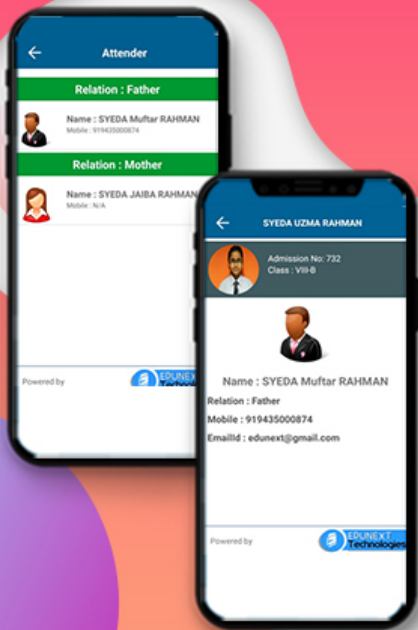 Attender
Relation : Father
Name : SYEDA Muftar RAHMAN
Mobile : 919435000874
Relation : Mother
Name : SYEDA JAIBA RAHMAN
Mobile : N/A
Powered by
EDUNEX
SYEDA UZMA RAHMAN
Admission No: 732
Class : VIII-B
Name : SYEDA Muftar RAHMAN
Relation : Father
Mobile : 919435000874
EmailId : edunext@gmail.com
Powered by
EDUNEXT
Technologies